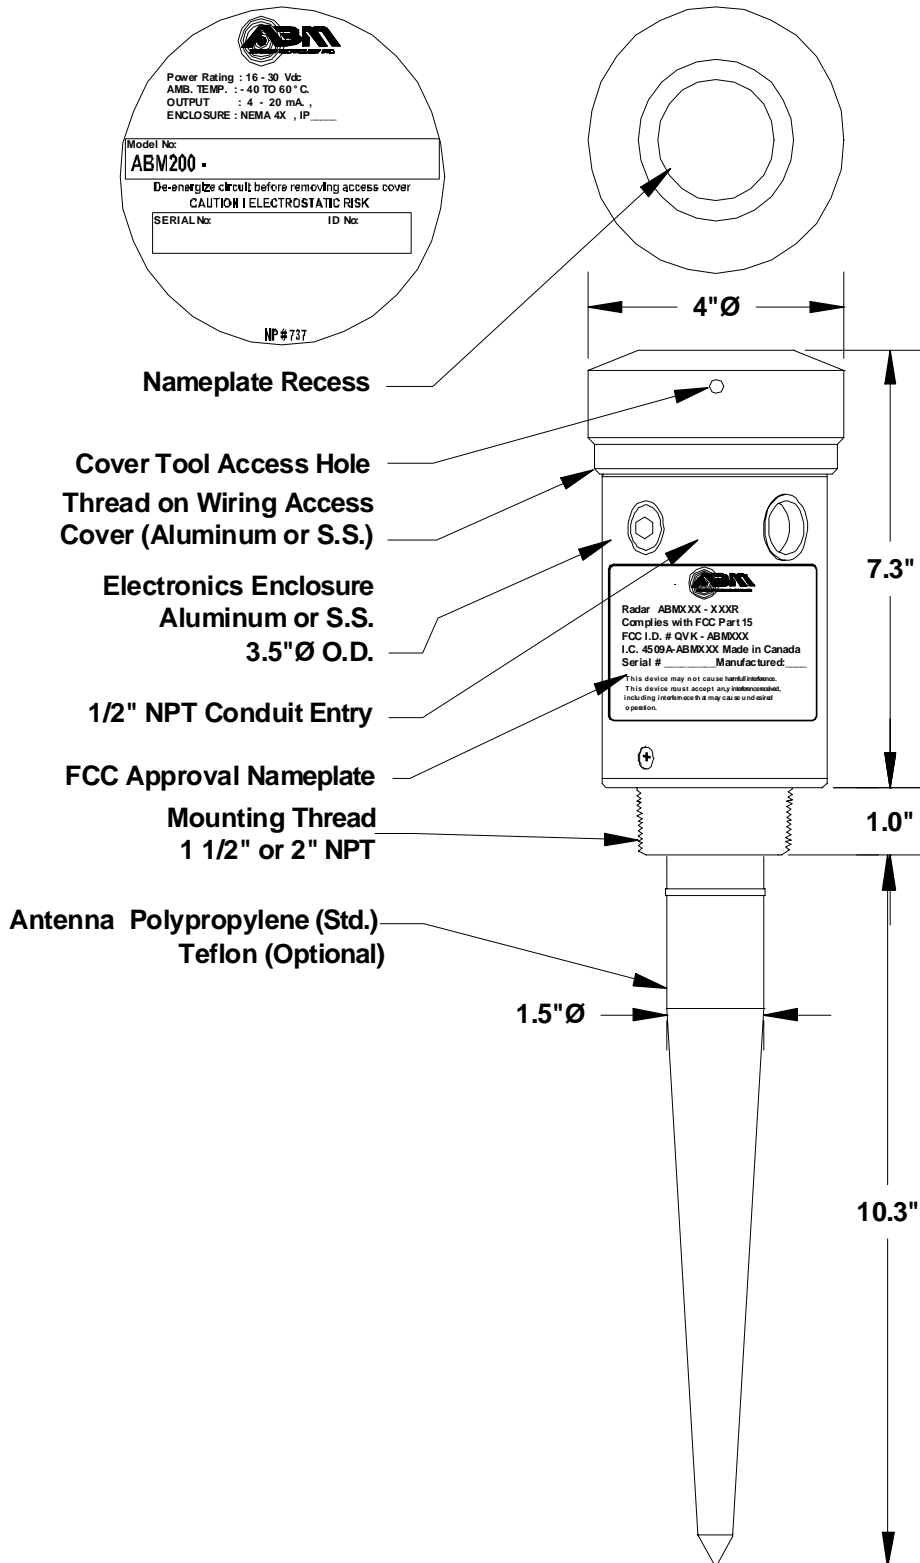 ABM
Power Rating : 16 - 30 Vdc
AMB. TEMP. : - 40 TO 60° C.
OUTPUT : 4 - 20 mA. ,
ENCLOSURE : NEMA 4X , IP____
Model No:
ABM200 -
De-energize circuit before removing access cover
CAUTION ! ELECTROSTATIC RISK
SERIAL No: ID No:
NP # 737
4"Ø
Nameplate Recess
Cover Tool Access Hole
Thread on Wiring Access
Cover (Aluminum or S.S.)
Electronics Enclosure
Aluminum or S.S.
3.5"Ø O.D.
1/2" NPT Conduit Entry
FCC Approval Nameplate
Mounting Thread
1 1/2" or 2" NPT
Antenna Polypropylene (Std.)
Teflon (Optional)
7.3"
ABM
Radar ABMXXX - XXXR
Complies with FCC Part 15
FCC I.D. # QVK - ABMXXX
I.C. 4509A-ABMXXX Made in Canada
Serial # _________Manufactured:____
This device may not cause harmful interference.
This device must accept any interference received,
including interfernece that may cause undesired
operation.
1.0"
1.5"Ø
10.3"